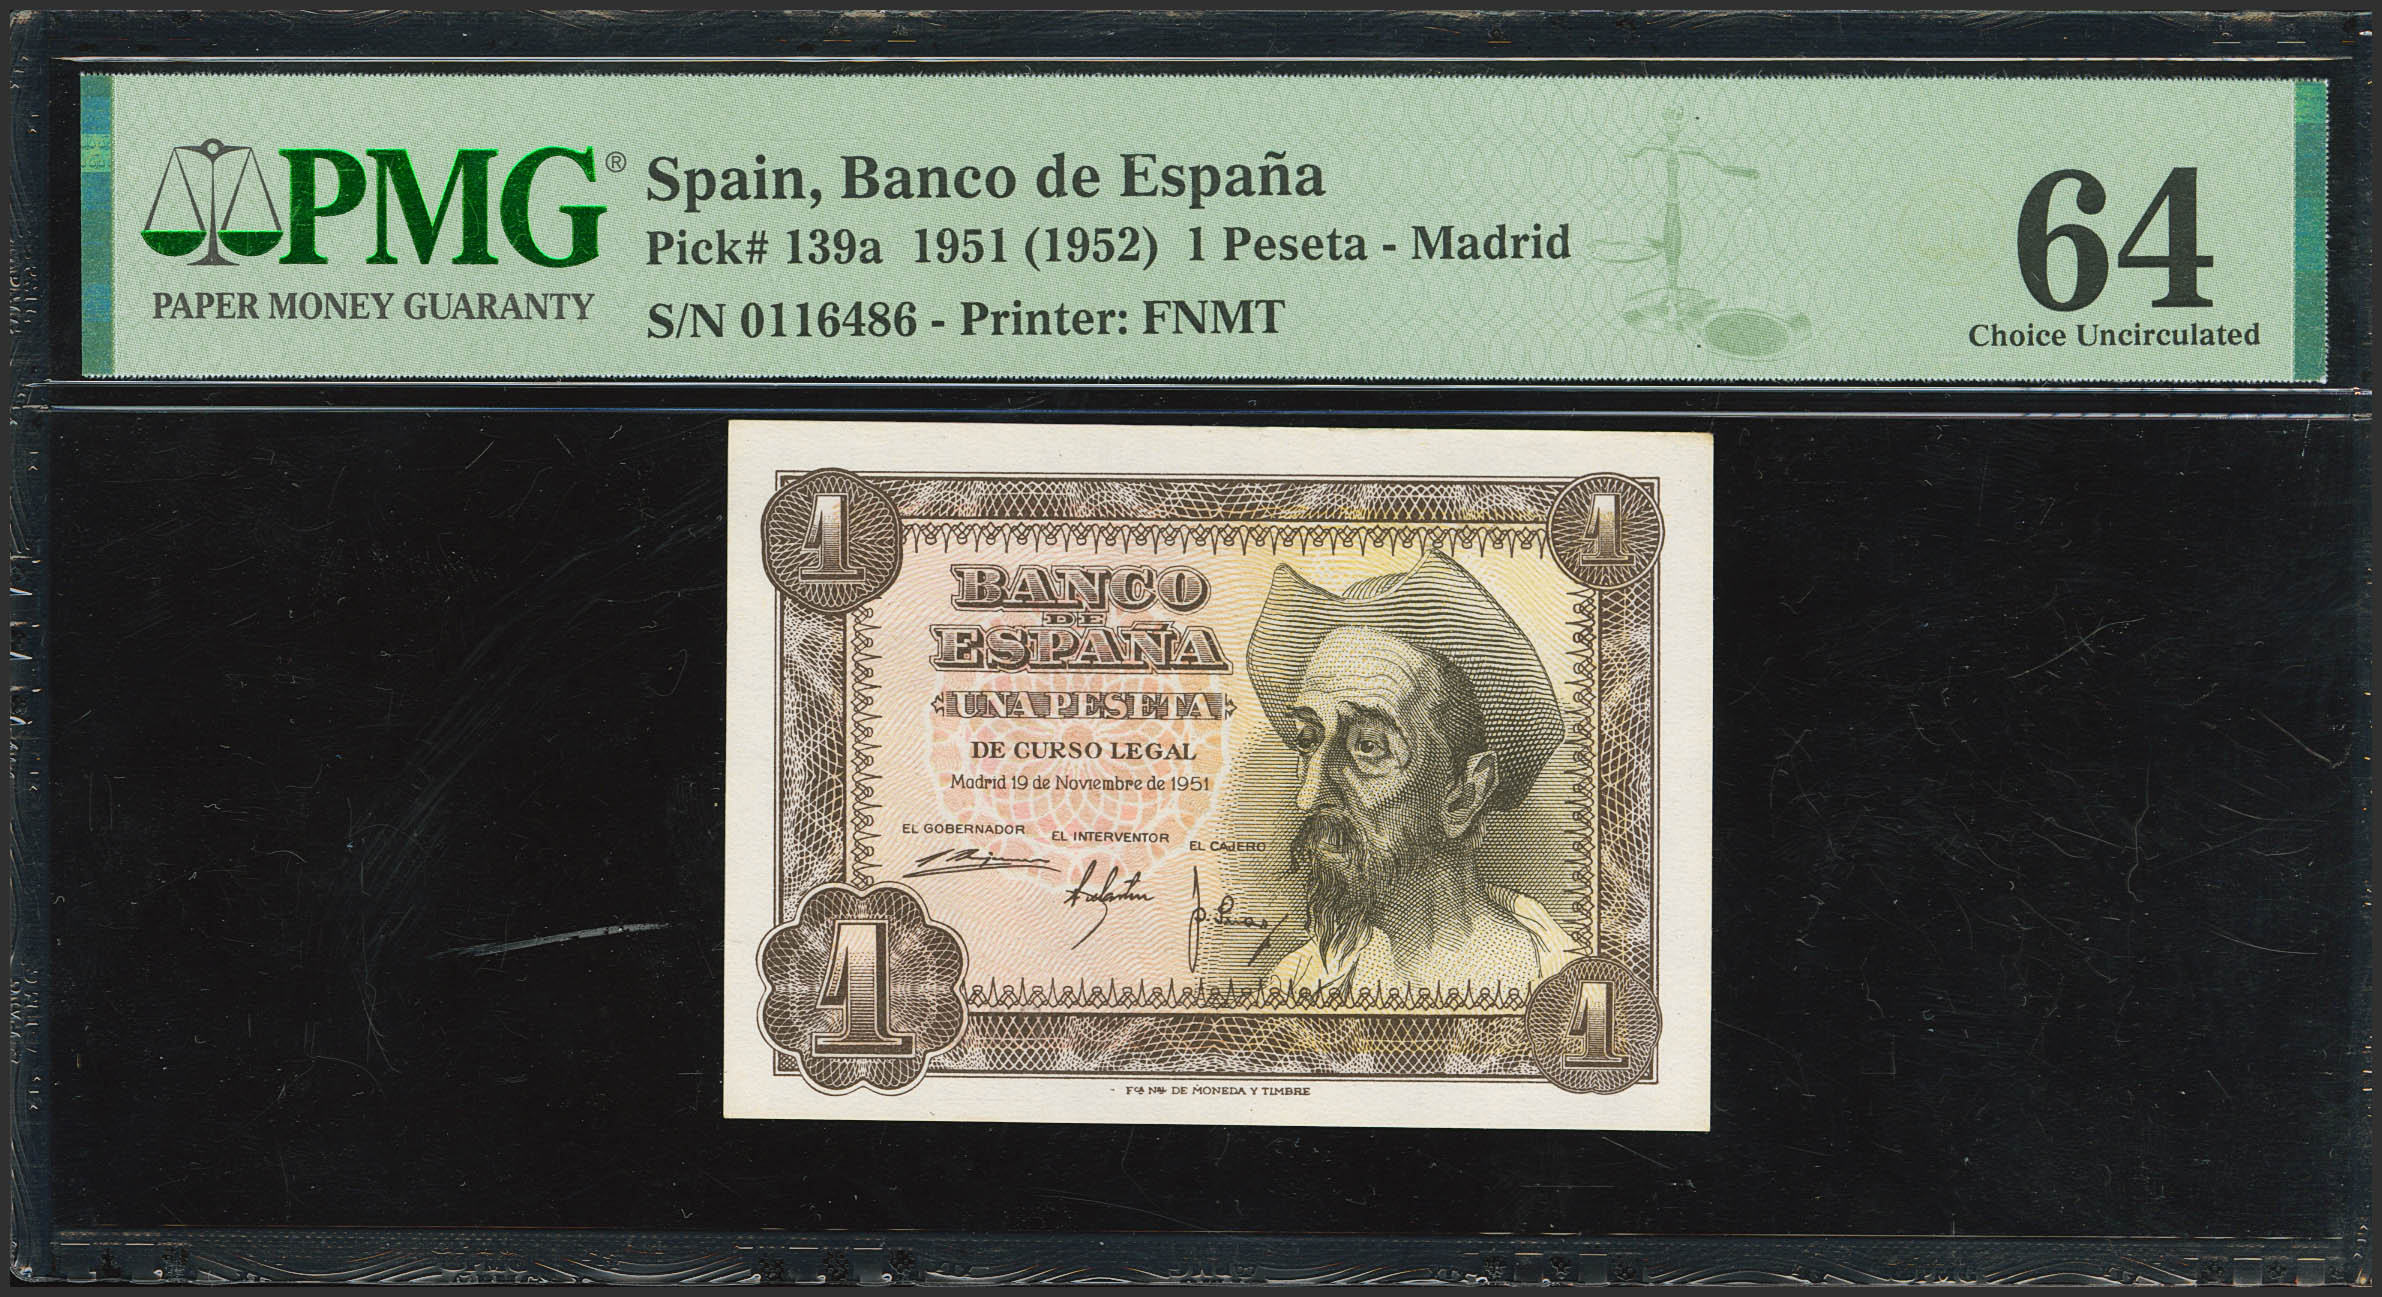 PMG®
PAPER MONEY GUARANTY
Spain, Banco de España
Pick# 139a 1951 (1952) 1 Peseta - Madrid
S/N 0116486 - Printer: FNMT
64
Choice Uncirculated
1
1
BANCO
DE
ESPAÑA
UNA PESETA
DE CURSO LEGAL
Madrid 19 de Noviembre de 1951
EL GOBERNADOR
EL INTERVENTOR
EL CAJERO
1
1
Fca Nal DE MONEDA Y TIMBRE